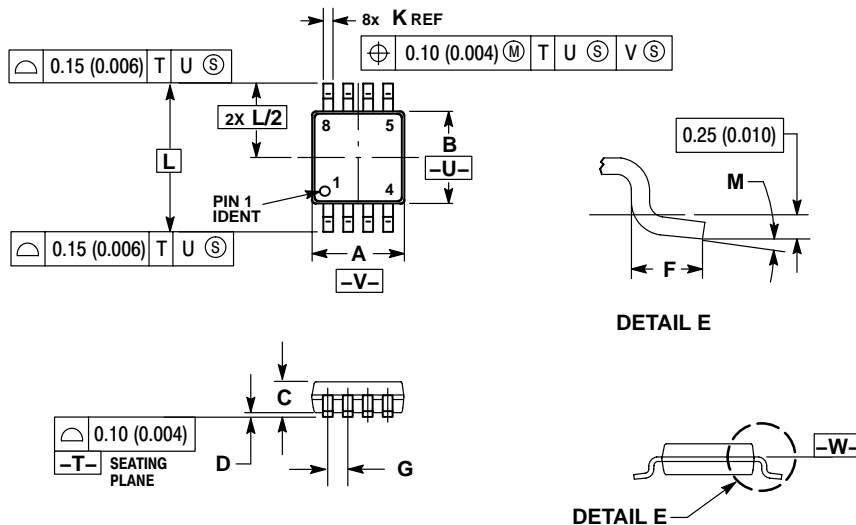 8x K REF
0.15 (0.006) T U Ⓢ
0.10 (0.004) Ⓜ T U Ⓢ V Ⓢ
2X L/2
8 5
B
–U–
L
PIN 1
IDENT
1 4
0.15 (0.006) T U Ⓢ
A
–V–
0.25 (0.010)
M
F
DETAIL E
C
0.10 (0.004)
–T– SEATING
PLANE
D
G
–W–
DETAIL E